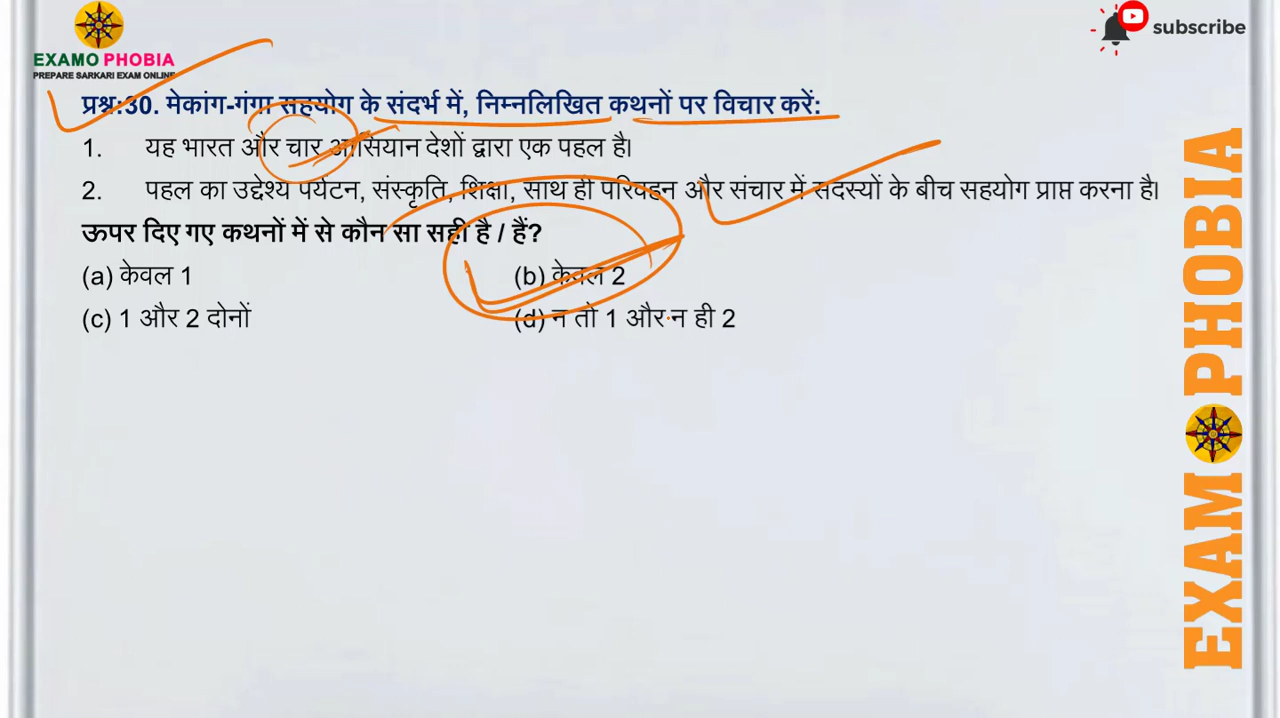 EXAMO PHOBIA
PREPARE SARKARI EXAM ONLINE
subscribe
प्रश्न:30. मेकांग-गंगा सहयोग के संदर्भ में, निम्नलिखित कथनों पर विचार करें:
1. यह भारत और चार आसियान देशों द्वारा एक पहल है।
2. पहल का उद्देश्य पर्यटन, संस्कृति, शिक्षा, साथ ही परिवहन और संचार में सदस्यों के बीच सहयोग प्राप्त करना है।
ऊपर दिए गए कथनों में से कौन सा सही है / हैं?
(a) केवल 1 (b) केवल 2
(c) 1 और 2 दोनों (d) न तो 1 और न ही 2
EXAM PHOBIA